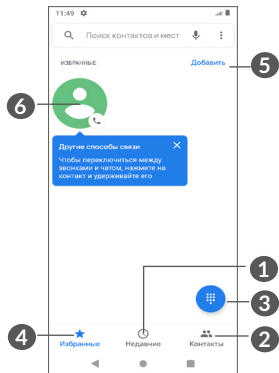 11:49
Поиск контактов и мест
ИЗБРАННЫЕ
Добавить
5
6
Другие способы связи
Чтобы переключиться между
звонками и чатом, нажмите на
контакт и удерживайте его
1
3
4
2
Избранные
Недавние
Контакты